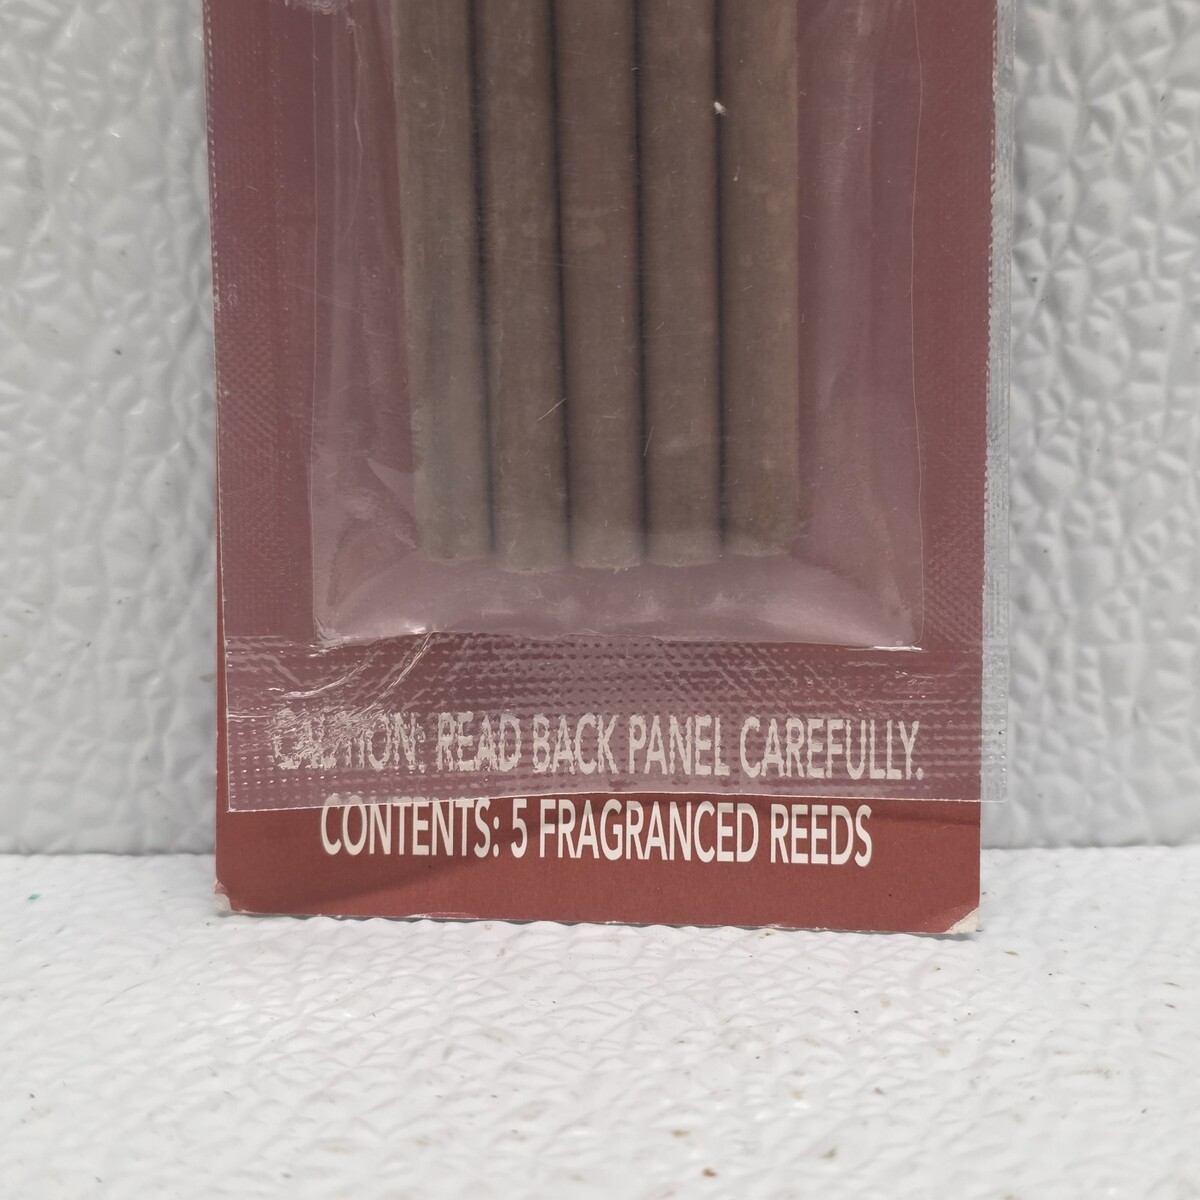 CAUTION: READ BACK PANEL CAREFULLY.
CONTENTS: 5 FRAGRANCED REEDS